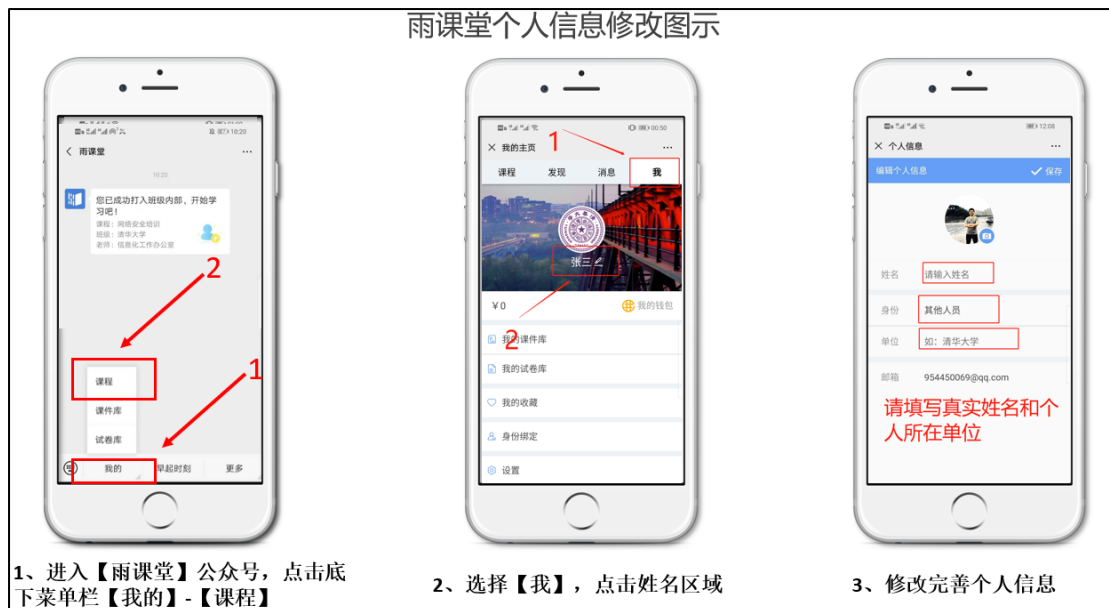 雨课堂个人信息修改图示
10:20
雨课堂
10:20
您已成功打入班级内部，开始学
习吧！
课程：网络安全培训
班级：清华大学
老师：信息化工作办公室
2
1
课程
课件库
试卷库
我的
早起时刻
更多
1、进入【雨课堂】公众号，点击底
下菜单栏【我的】-【课程】
00:50
1
我的主页
课程 发现 消息 我
张三
¥0 我的钱包
2
我的课件库
我的试卷库
我的收藏
身份绑定
设置
2、选择【我】，点击姓名区域
12:08
个人信息
编辑个人信息 保存
姓名 请输入姓名
身份 其他人员
单位 如：清华大学
邮箱 954450069@qq.com
请填写真实姓名和个
人所在单位
3、修改完善个人信息